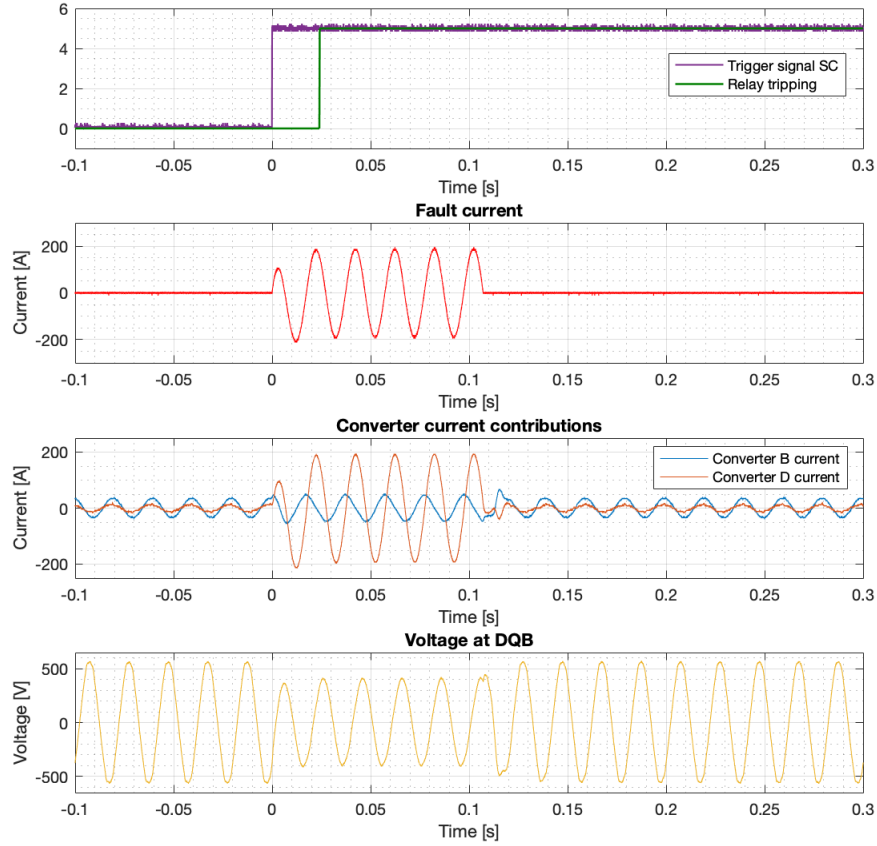 6
4
2
0
Trigger signal SC
Relay tripping
-0.1 -0.05 0 0.05 0.1 0.15 0.2 0.25 0.3
Time [s]
Fault current
Current [A]
200
0
-200
-0.1 -0.05 0 0.05 0.1 0.15 0.2 0.25 0.3
Time [s]
Converter current contributions
Current [A]
200
0
-200
Converter B current
Converter D current
-0.1 -0.05 0 0.05 0.1 0.15 0.2 0.25 0.3
Time [s]
Voltage at DQB
Voltage [V]
500
0
-500
-0.1 -0.05 0 0.05 0.1 0.15 0.2 0.25 0.3
Time [s]